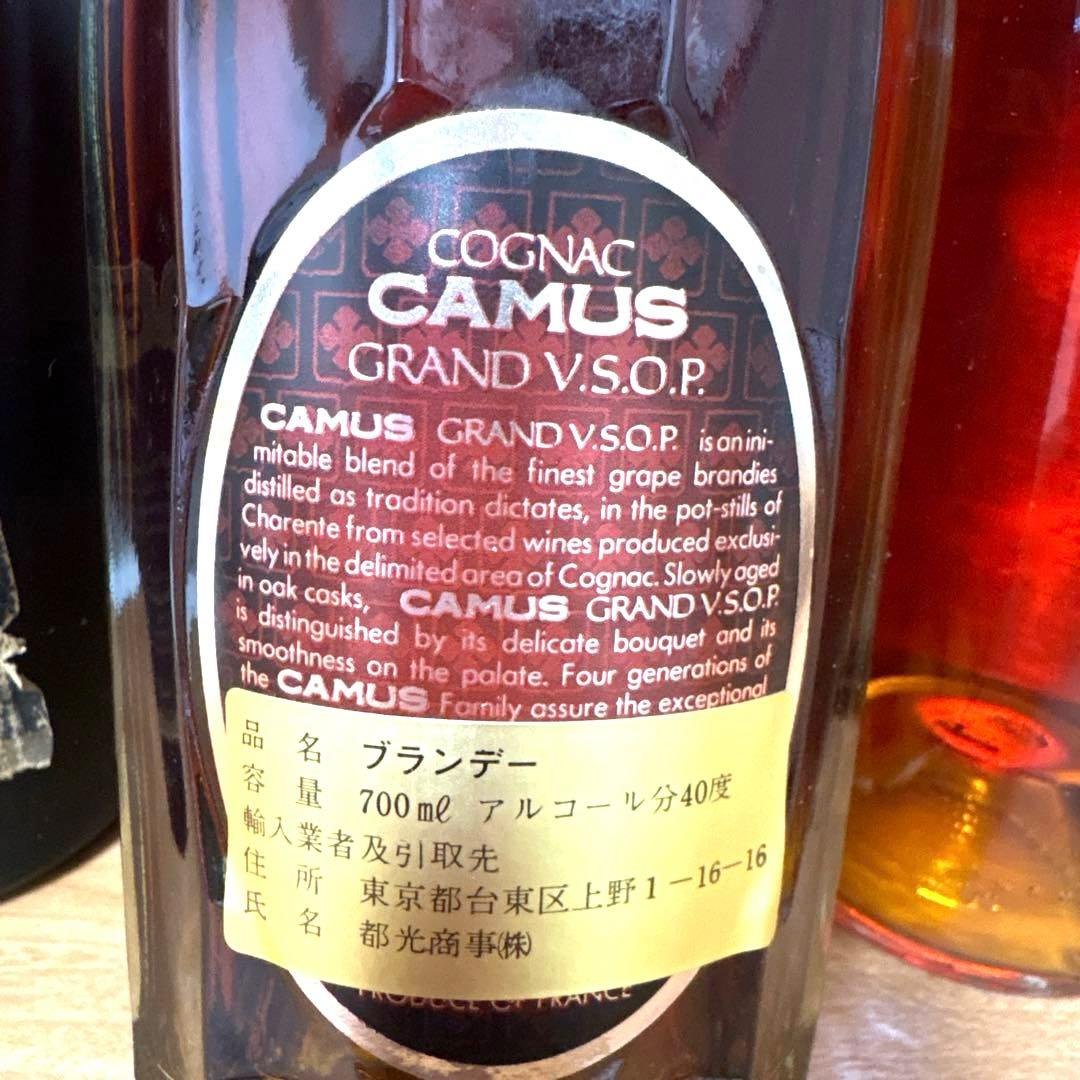 COGNAC
CAMUS
GRAND V.S.O.P.
CAMUS GRAND V.S.O.P. is an ini-
mitable blend of the finest grape brandies
distilled as tradition dictates, in the pot-stills of
Charente from selected wines produced exclusi-
vely in the delimited area of Cognac. Slowly aged
in oak casks, CAMUS GRAND V.S.O.P.
is distinguished by its delicate bouquet and its
smoothness on the palate. Four generations of
the CAMUS Family assure the exceptional
品名 ブランデー
容量 700ml アルコール分40度
輸入業者及引取先
住所 東京都台東区上野1-16-16
氏名 都光商事㈱
PRODUCE OF FRANCE